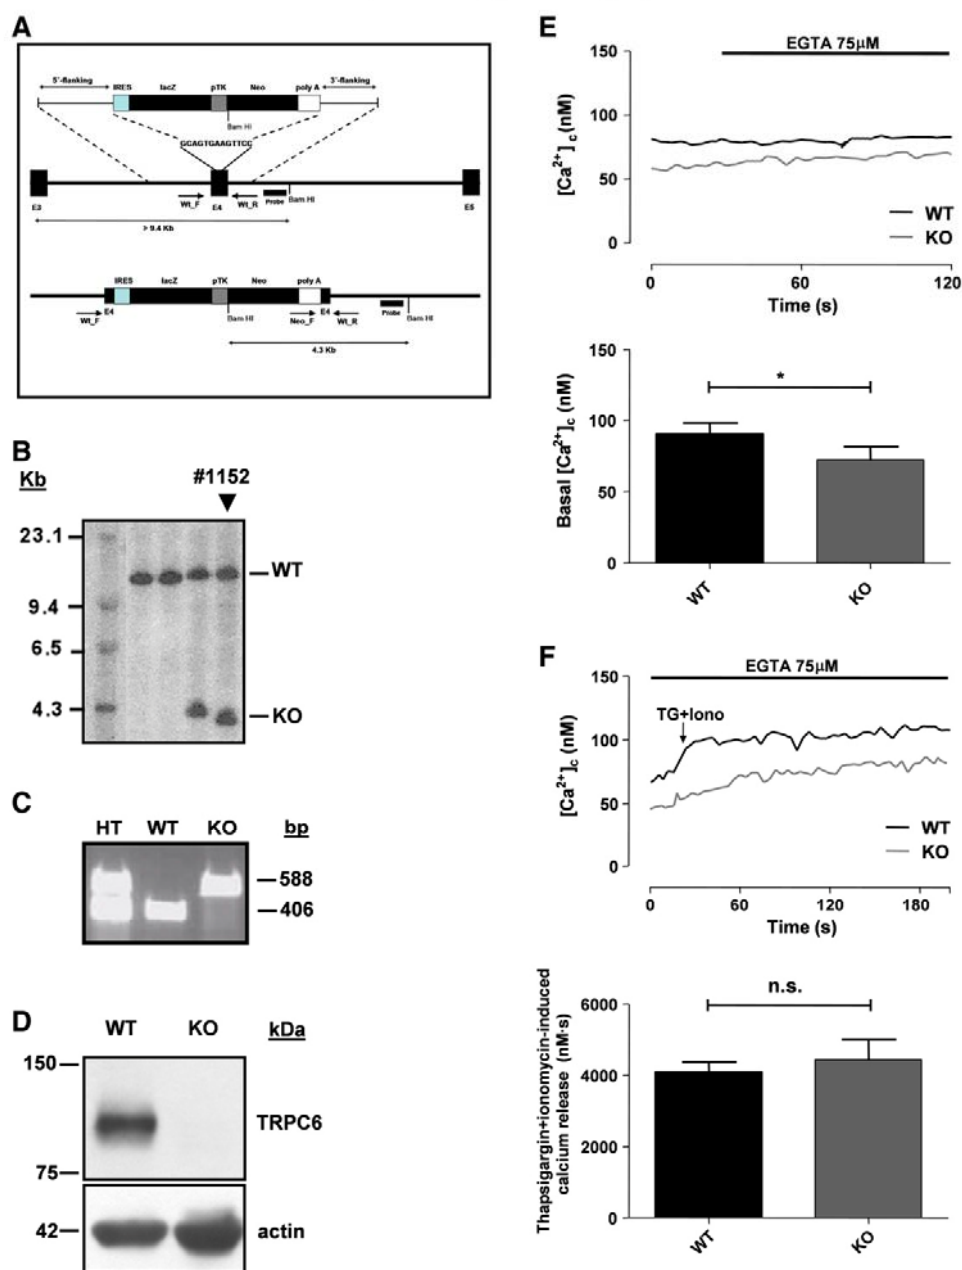 A
5'-flanking IRES lacZ pTK Neo poly A 3'-flanking
Bam HI
GCAGTGAAGTTCC
Wt_F Wt_R Probe Bam HI
E3 E4 E5
> 9.4 Kb
IRES lacZ pTK Neo poly A
E4 E4
Wt_F Bam HI Neo_F Wt_R Probe Bam HI
4.3 Kb
B
Kb #1152
23.1
WT
9.4
6.5
4.3
KO
C
HT WT KO bp
588
406
D
WT KO kDa
150
TRPC6
75
42 actin
E
EGTA 75µM
150
100
50
0
[Ca2+]c (nM)
WT
KO
0 60 120
Time (s)
150
100
50
0
Basal [Ca2+]c (nM)
*
WT KO
F
EGTA 75µM
150
100
50
0
[Ca2+]c (nM)
TG+Iono
WT
KO
0 60 120 180
Time (s)
n.s.
6000
4000
2000
0
Thapsigargin+ionomycin-induced
calcium release (nM·s)
WT KO